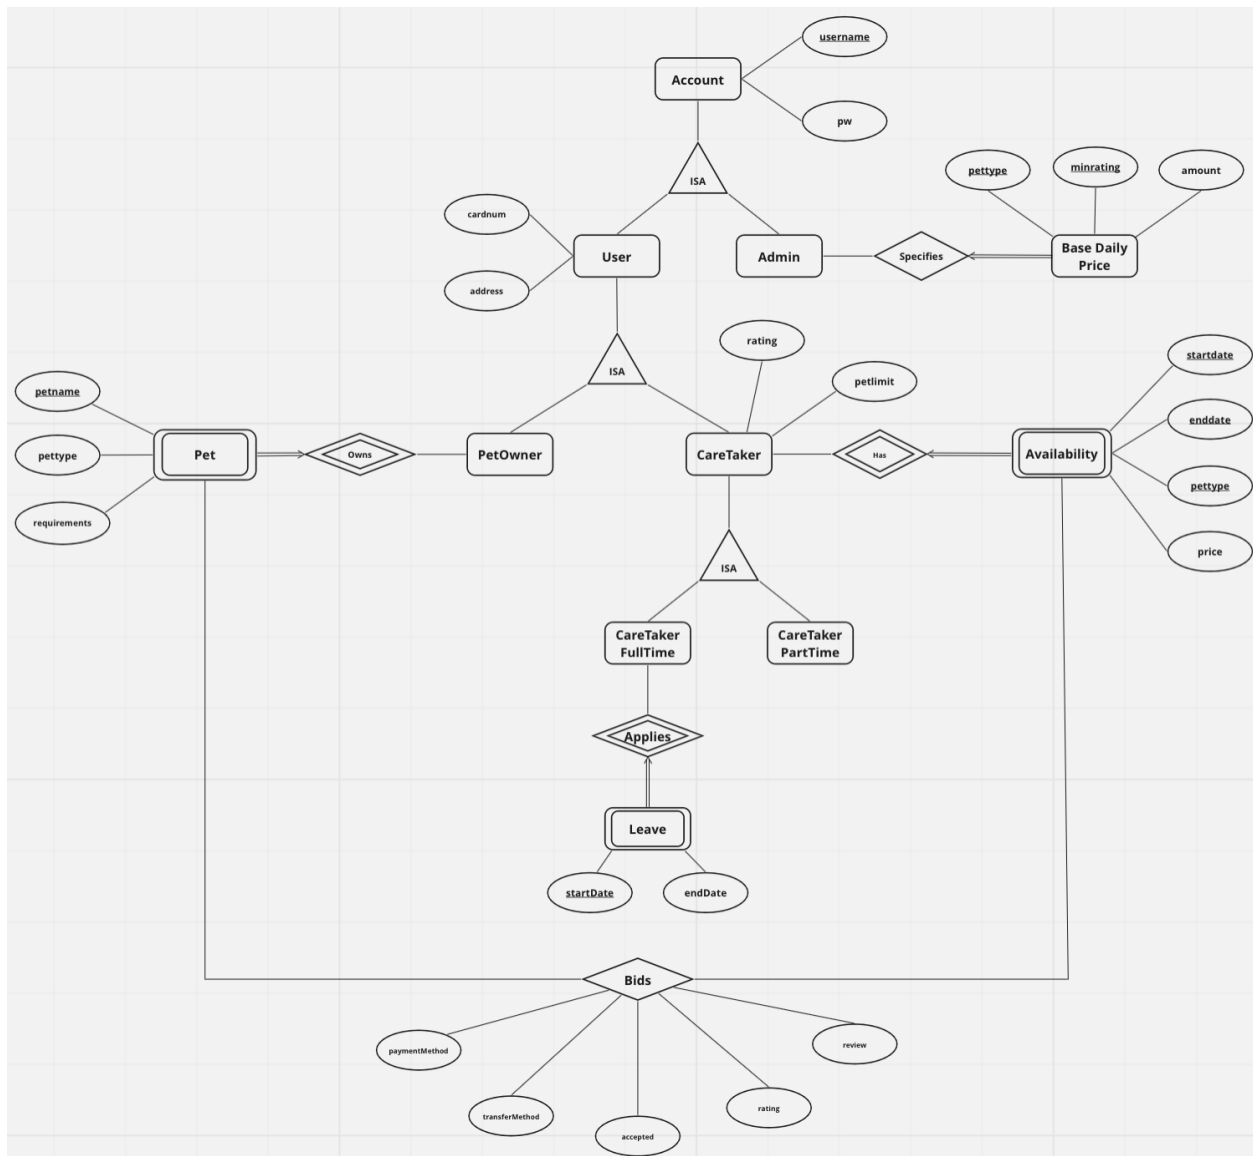 username
Account
pw
ISA
pettype
minrating
amount
cardnum
User
Admin
Specifies
Base Daily
Price
address
rating
startdate
ISA
petlimit
petname
enddate
pettype
Pet
Owns
PetOwner
CareTaker
Has
Availability
pettype
requirements
price
ISA
CareTaker
FullTime
CareTaker
PartTime
Applies
Leave
startDate
endDate
Bids
paymentMethod
review
transferMethod
rating
accepted